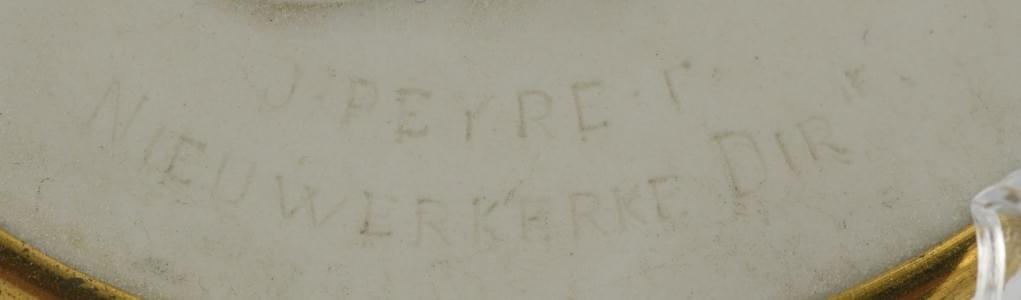 J. PEYRE. F
NIEUWERKERKE DIR